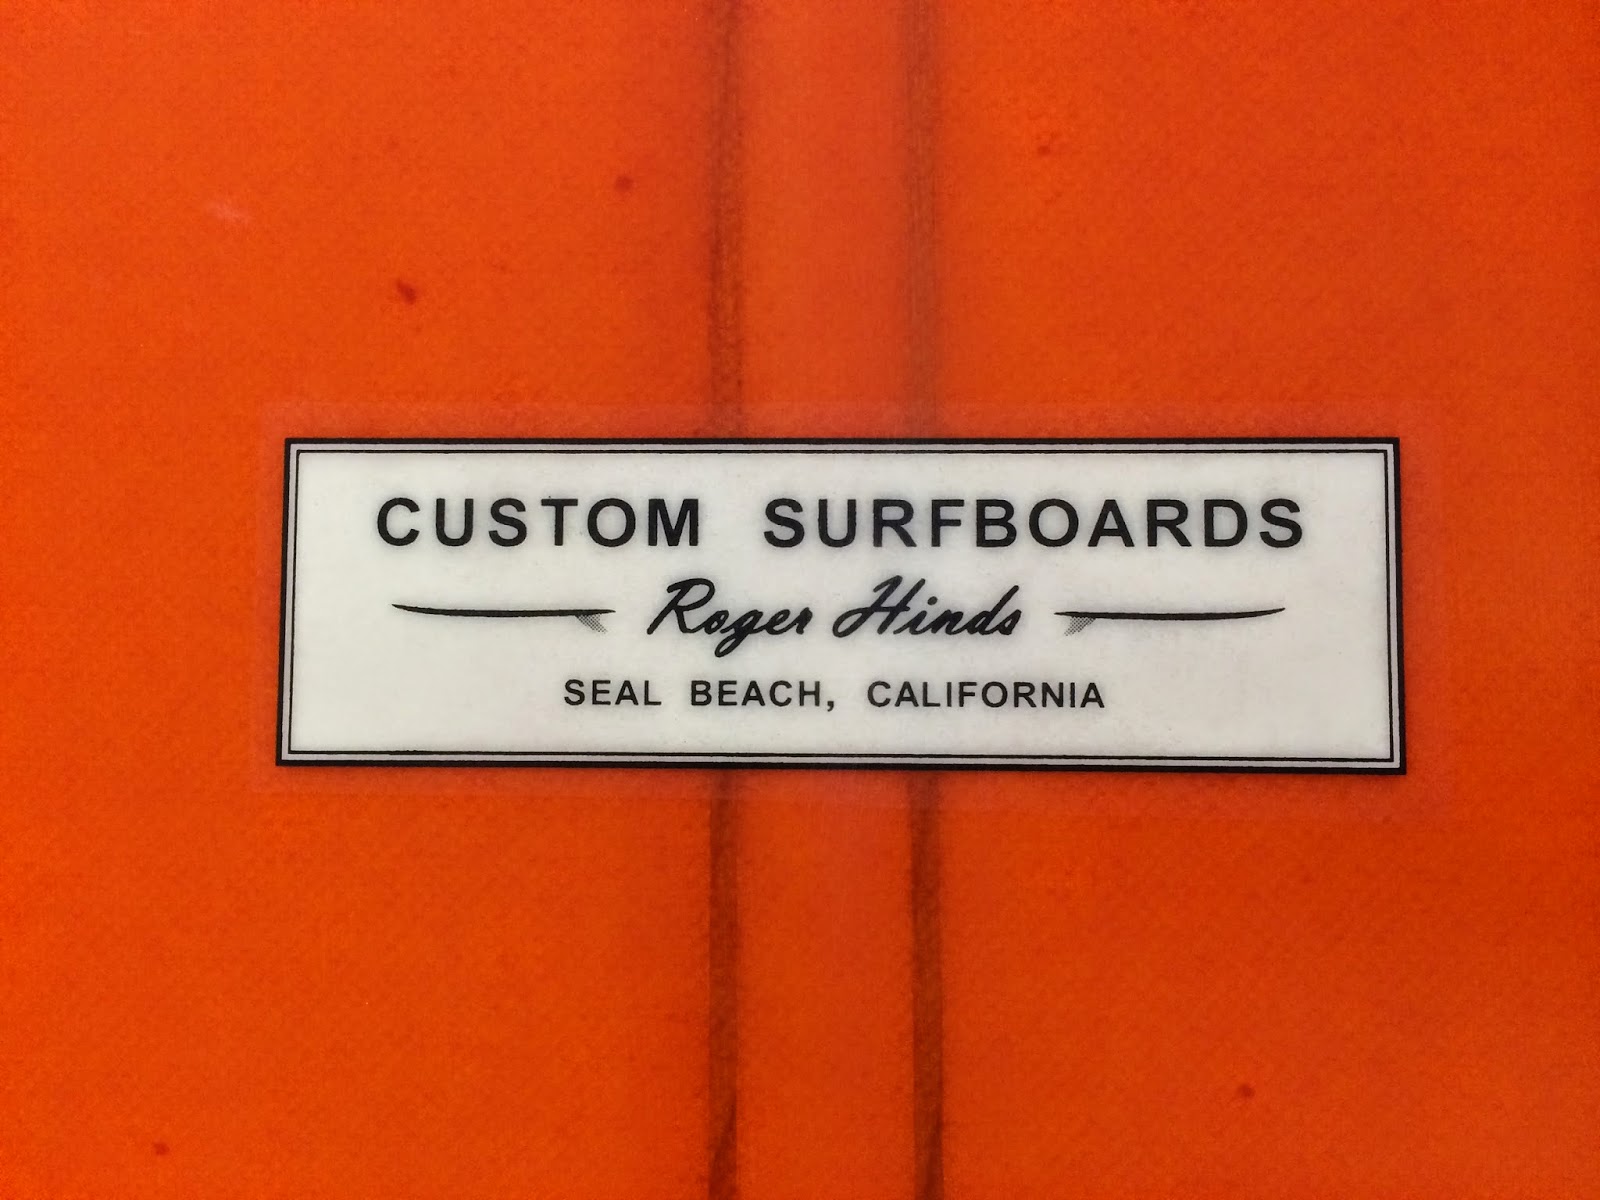 CUSTOM SURFBOARDS
Roger Hinds
SEAL BEACH, CALIFORNIA